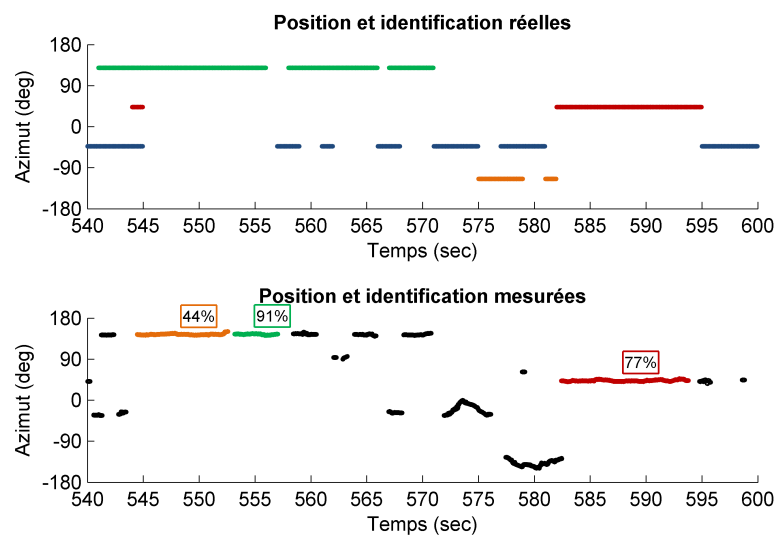 Position et identification réelles
180
90
0
-90
-180
Azimut (deg)
540 545 550 555 560 565 570 575 580 585 590 595 600
Temps (sec)
Position et identification mesurées
44%
91%
77%
180
90
0
-90
-180
Azimut (deg)
540 545 550 555 560 565 570 575 580 585 590 595 600
Temps (sec)